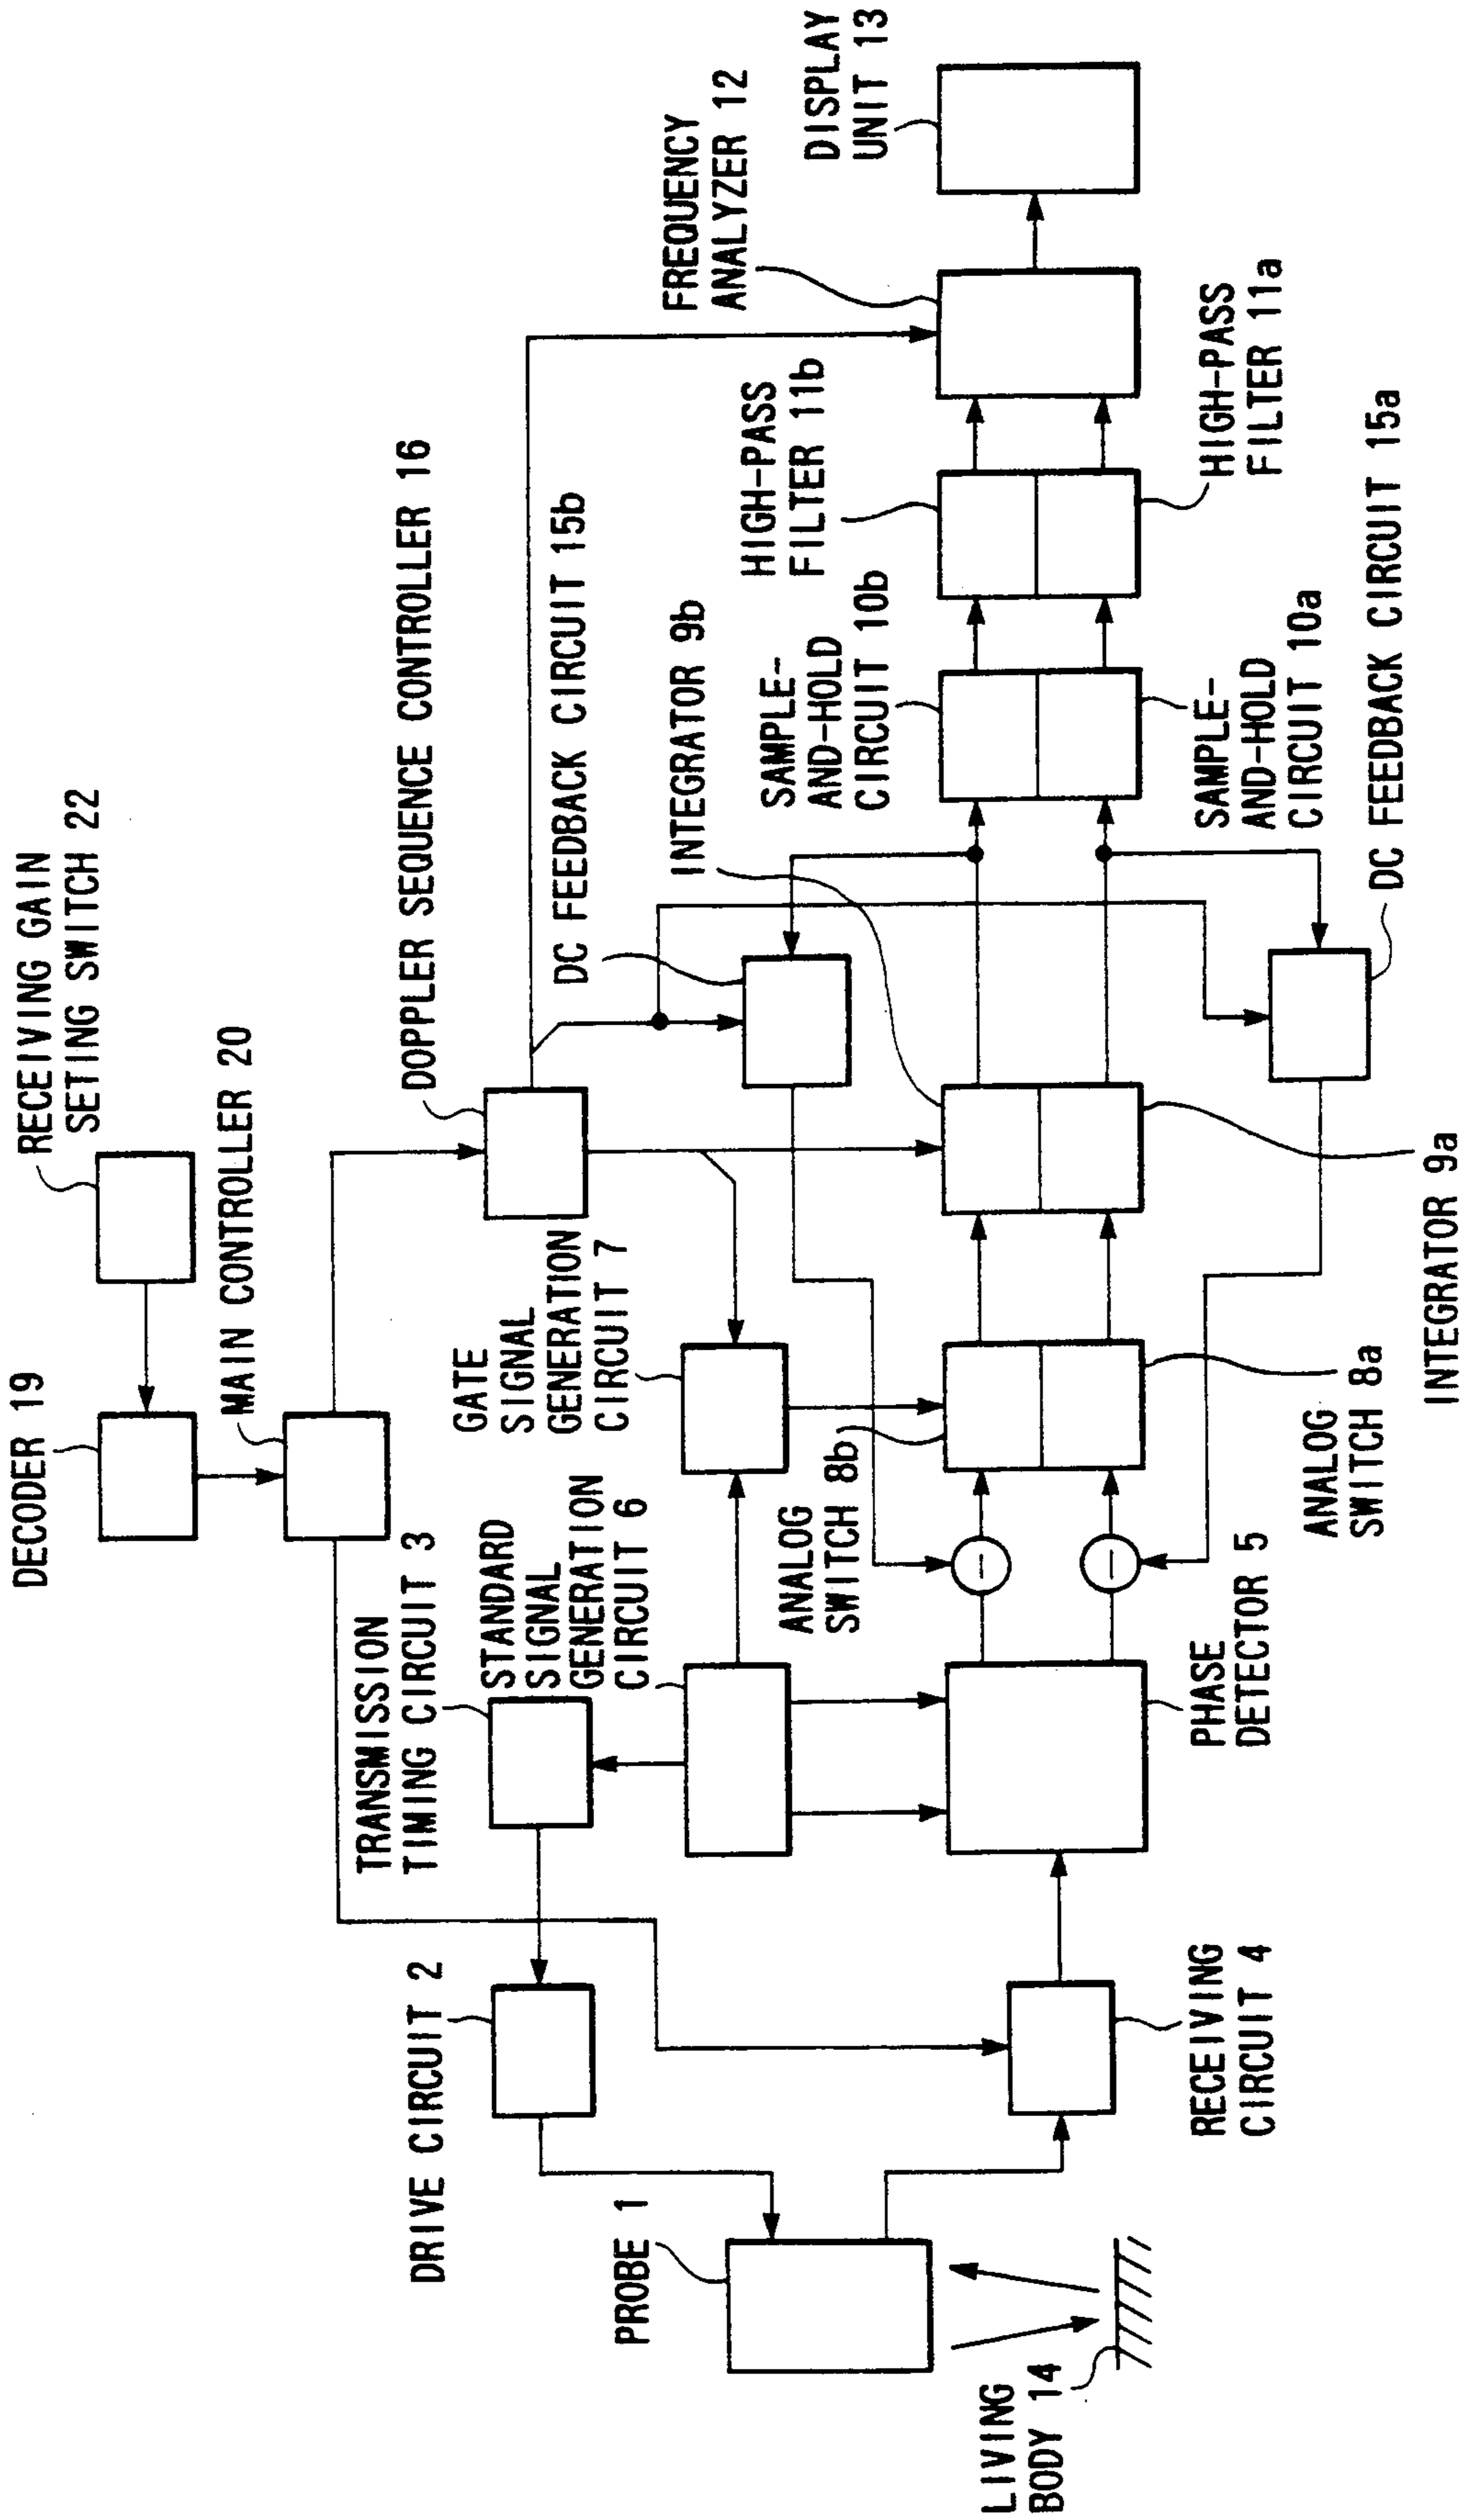 RECEIVING GAIN
SETING SWITCH 22
DECODER 19
MAIN CONTROLLER 20
TRANSMISSION
TIMING CIRCUIT 3
DOPPLER SEQUENCE CONTROLLER 16
DRIVE CIRCUIT 2
STANDARD
SIGNAL
GENERATION
CIRCUIT 6
GATE
SIGNAL
GENERATION
CIRCUIT 7
DC FEEDBACK CIRCUIT 15b
INTEGRATOR 9b
FREQUENCY
ANALYZER 12
PROBE 1
ANALOG
SWITCH 8b
SAMPLE-
AND-HOLD
CIRCUIT 10b
HIGH-PASS
FILTER 11b
DISPLAY
UNIT 13
LIVING
BODY 14
RECEIVING
CIRCUIT 4
PHASE
DETECTOR 5
ANALOG
SWITCH 8a
INTEGRATOR 9a
SAMPLE-
AND-HOLD
CIRCUIT 10a
HIGH-PASS
FILTER 11a
DC FEEDBACK CIRCUIT 15a